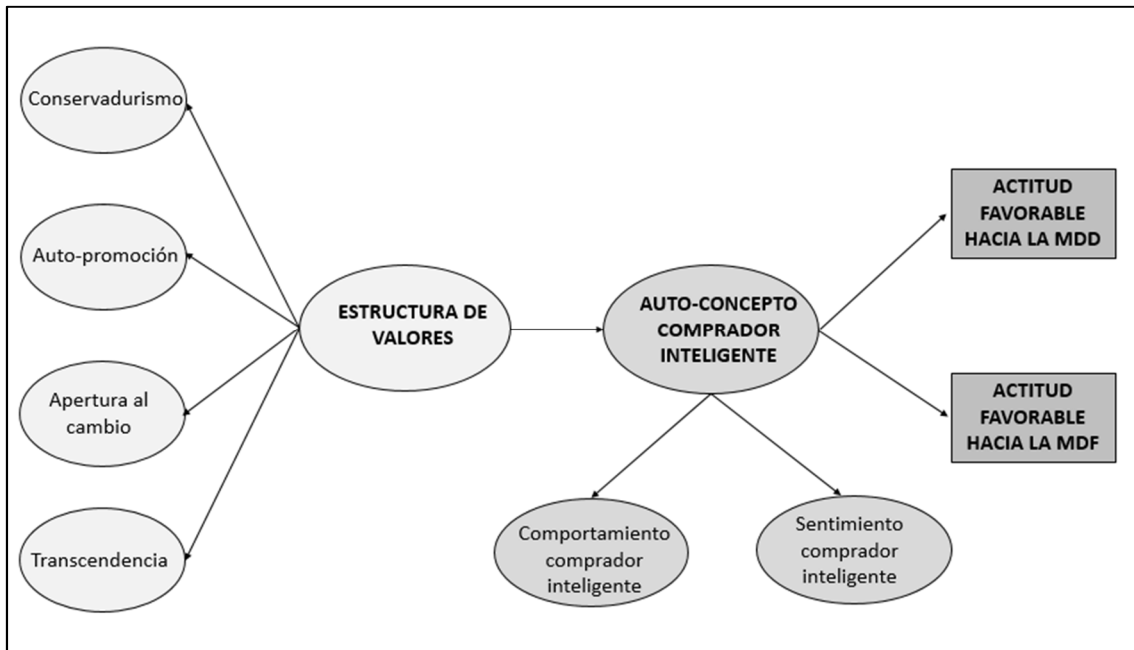 Conservadurismo
Auto-promoción
Apertura al
cambio
Transcendencia
ESTRUCTURA DE
VALORES
AUTO-CONCEPTO
COMPRADOR
INTELIGENTE
Comportamiento
comprador
inteligente
Sentimiento
comprador
inteligente
ACTITUD
FAVORABLE
HACIA LA MDD
ACTITUD
FAVORABLE
HACIA LA MDF